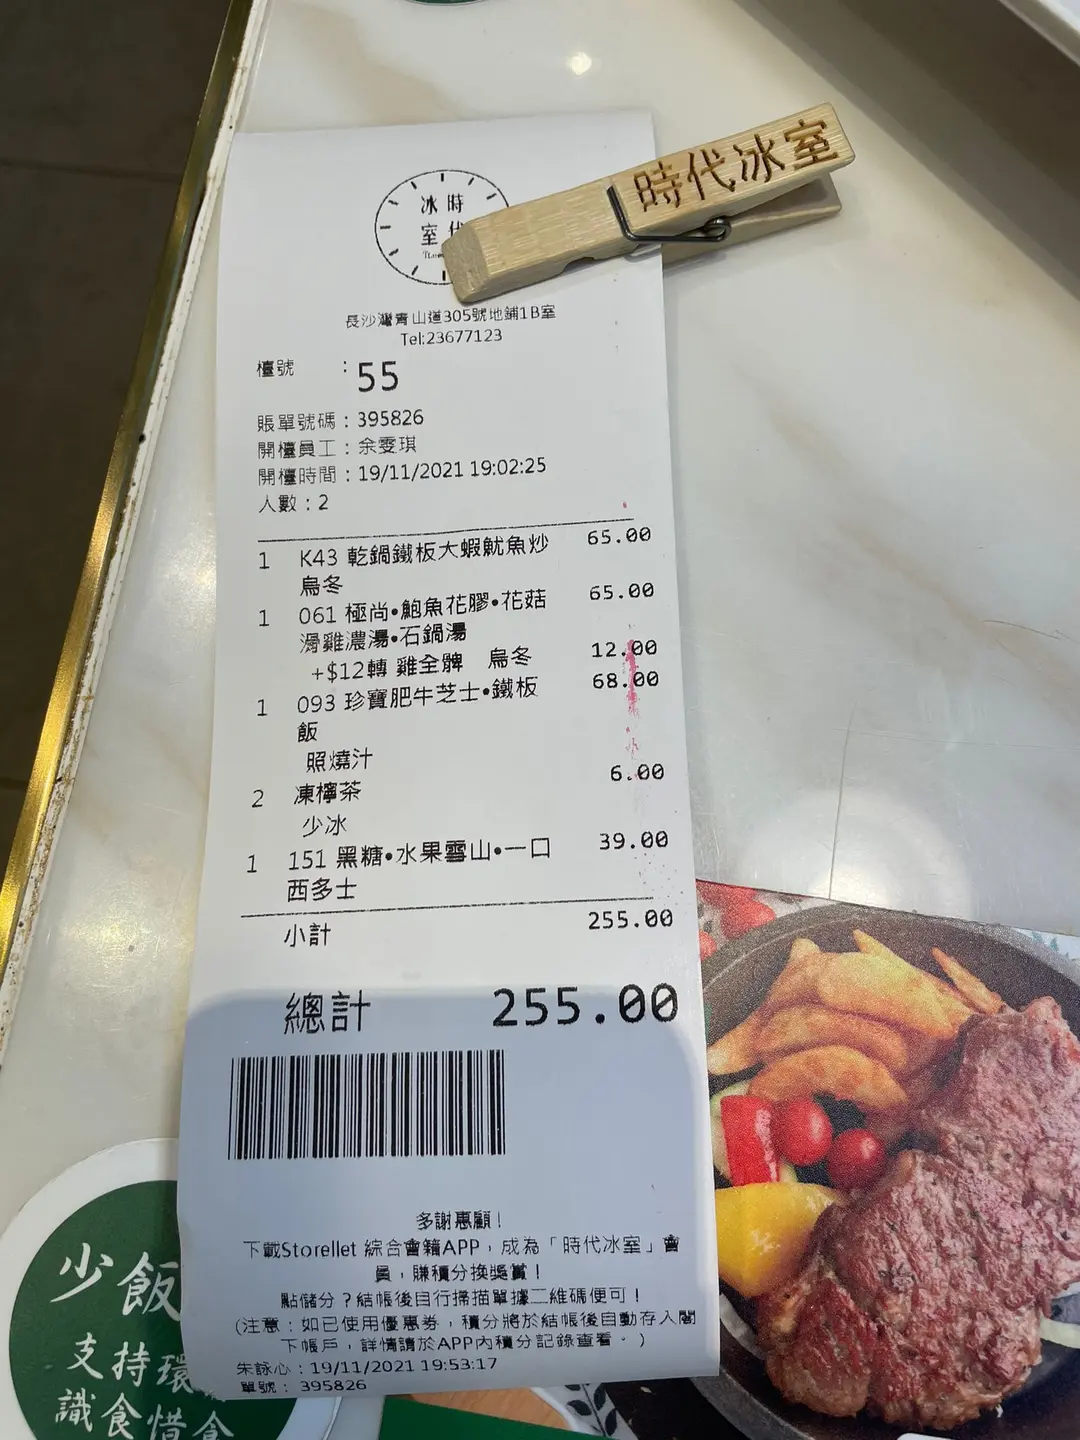 時代冰室
時
冰
室
長沙灣青山道305號地鋪1B室
Tel:23677123
檯號 : 55
賬單號碼：395826
開檯員工：余雯琪
開檯時間：19/11/2021 19:02:25
人數：2
1 K43 乾鍋鐵板大蝦魷魚炒 65.00
烏冬
1 061 極尚•鮑魚花膠•花菇 65.00
滑雞濃湯•石鍋湯
+$12轉 雞全髀 烏冬 12.00
1 093 珍寶肥牛芝士•鐵板 68.00
飯
照燒汁
2 凍檸茶 6.00
少冰
1 151 黑糖•水果雪山•一口 39.00
西多士
小計 255.00
總計 255.00
多謝惠顧！
下載Storellet 綜合會籍APP，成為「時代冰室」會
員，賺積分換獎賞！
點儲分？結帳後自行掃描單據二維碼便可！
(注意：如已使用優惠券，積分將於結帳後自動存入閣
下帳戶，詳情請於APP內積分記錄查看。)
朱詠心：19/11/2021 19:53:17
單號：395826
少飯
支持環
識食惜食